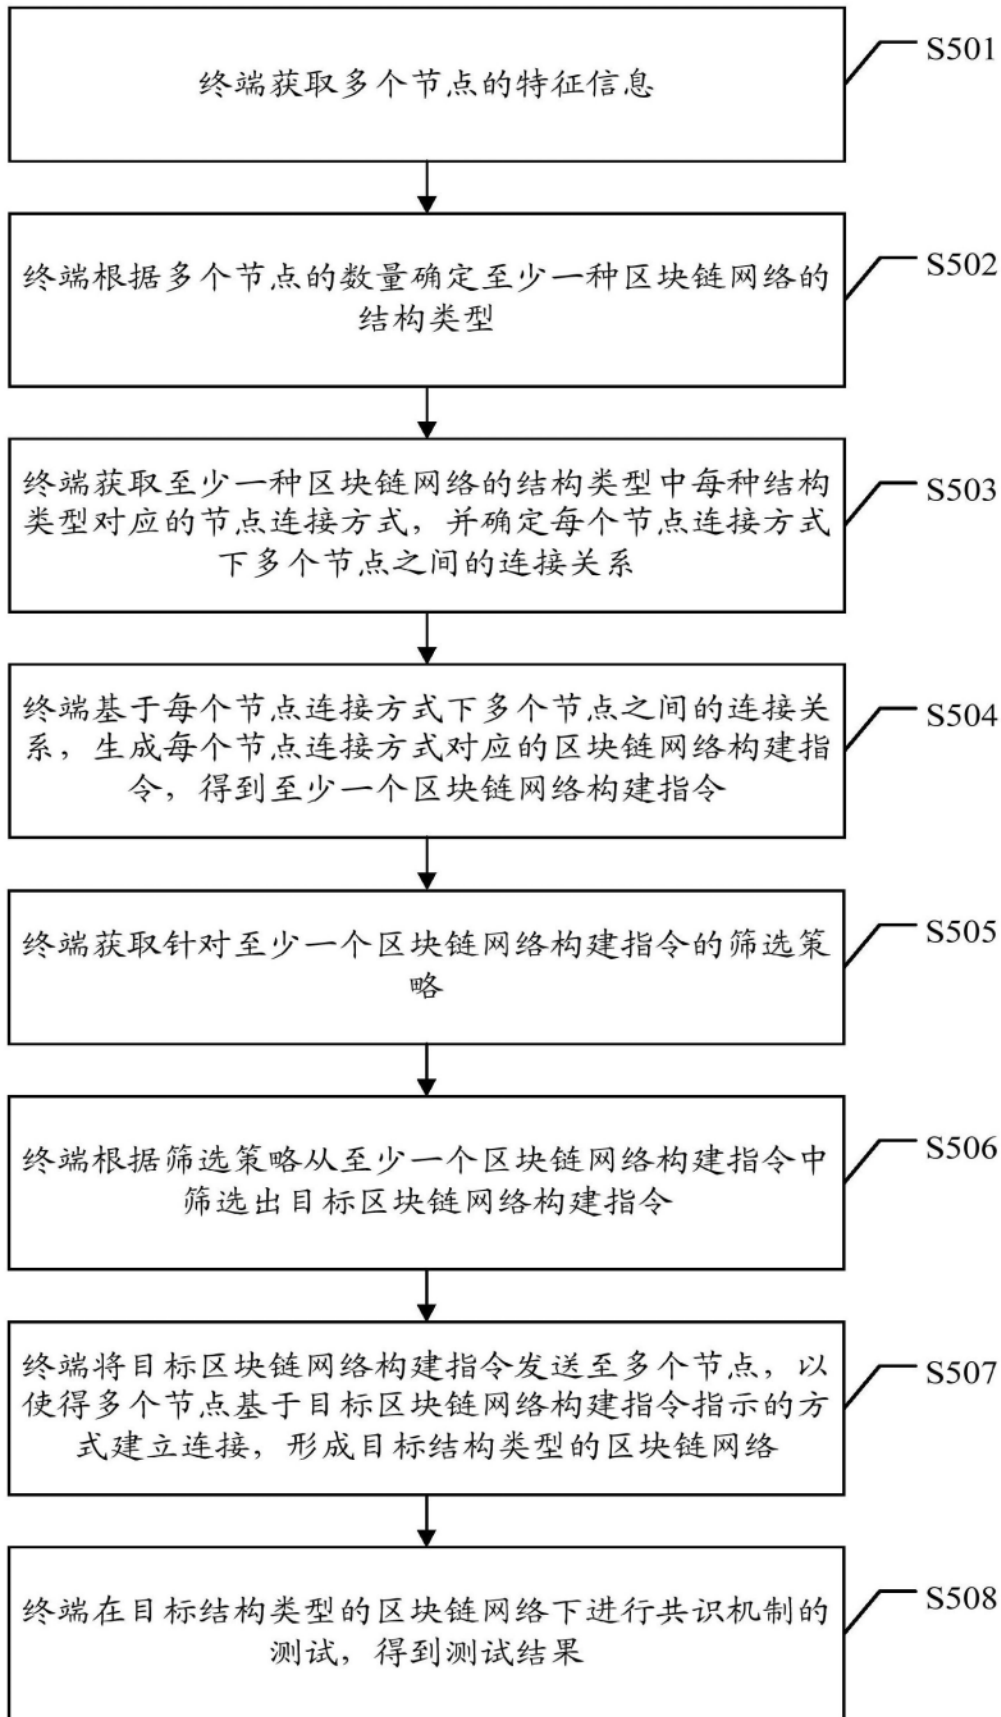 终端获取多个节点的特征信息
S501
终端根据多个节点的数量确定至少一种区块链网络的
结构类型
S502
终端获取至少一种区块链网络的结构类型中每种结构
类型对应的节点连接方式，并确定每个节点连接方式
下多个节点之间的连接关系
S503
终端基于每个节点连接方式下多个节点之间的连接关
系，生成每个节点连接方式对应的区块链网络构建指
令，得到至少一个区块链网络构建指令
S504
终端获取针对至少一个区块链网络构建指令的筛选策
略
S505
终端根据筛选策略从至少一个区块链网络构建指令中
筛选出目标区块链网络构建指令
S506
终端将目标区块链网络构建指令发送至多个节点，以
使得多个节点基于目标区块链网络构建指令指示的方
式建立连接，形成目标结构类型的区块链网络
S507
终端在目标结构类型的区块链网络下进行共识机制的
测试，得到测试结果
S508